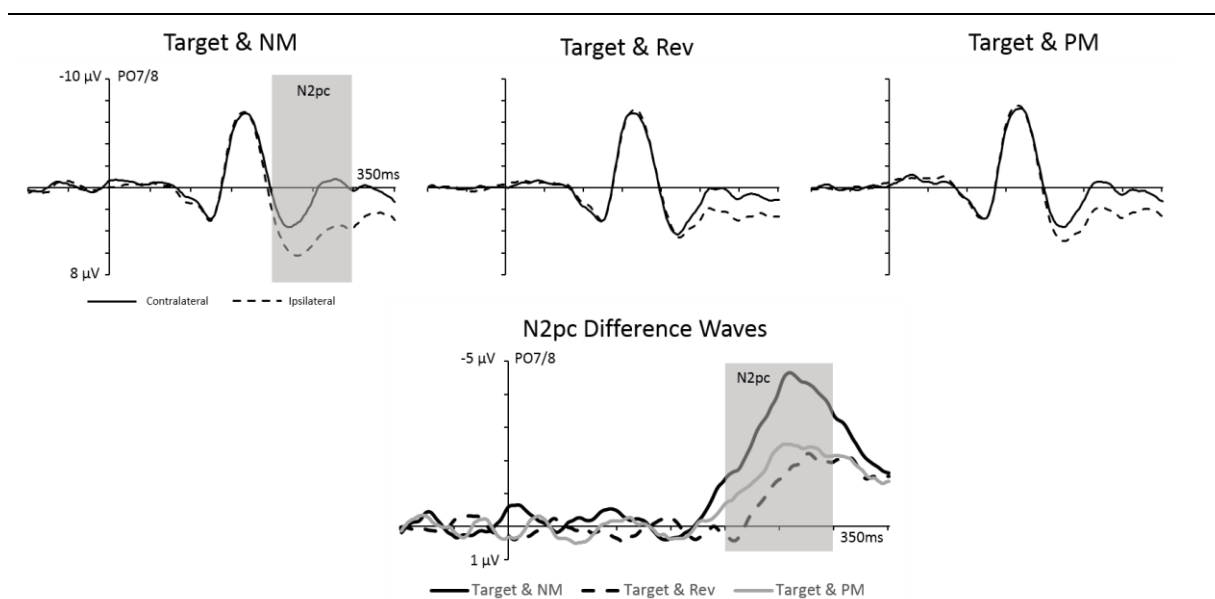 Target & NM
Target & Rev
Target & PM
-10 µV
PO7/8
N2pc
350ms
8 µV
Contralateral
Ipsilateral
N2pc Difference Waves
-5 µV
PO7/8
N2pc
350ms
1 µV
Target & NM
Target & Rev
Target & PM